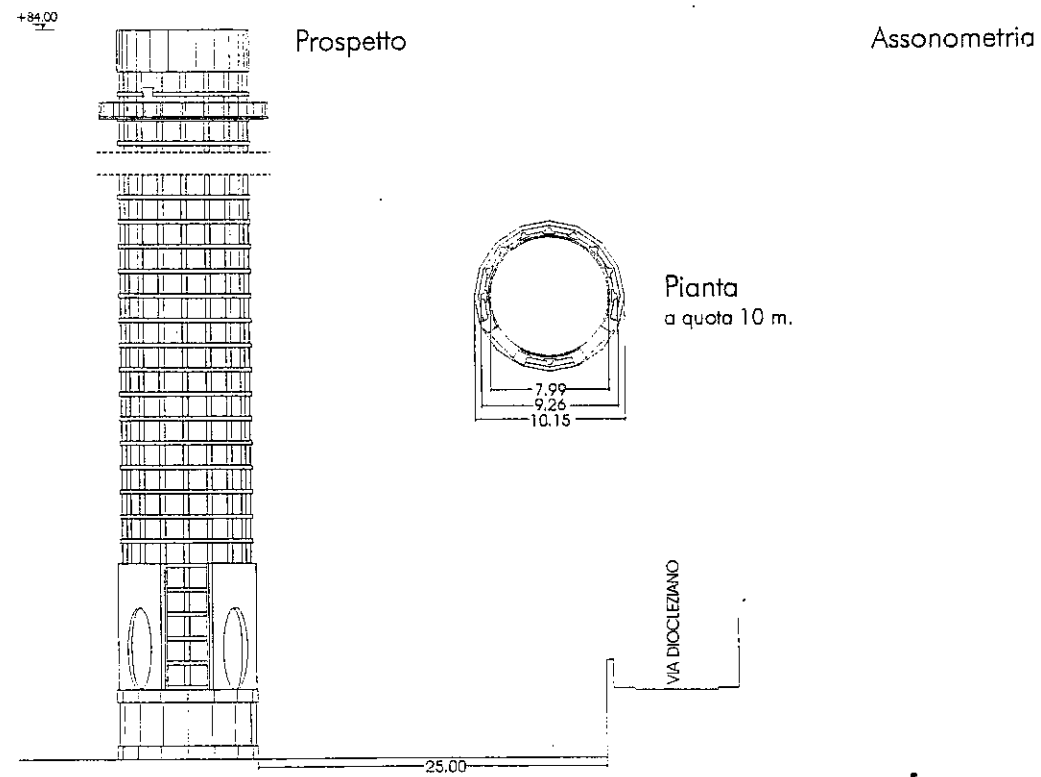 +84.00
Prospetto
Assonometria
Pianta
a quota 10 m.
7.99
9.26
10.15
VIA DIOCLEZIANO
25.00